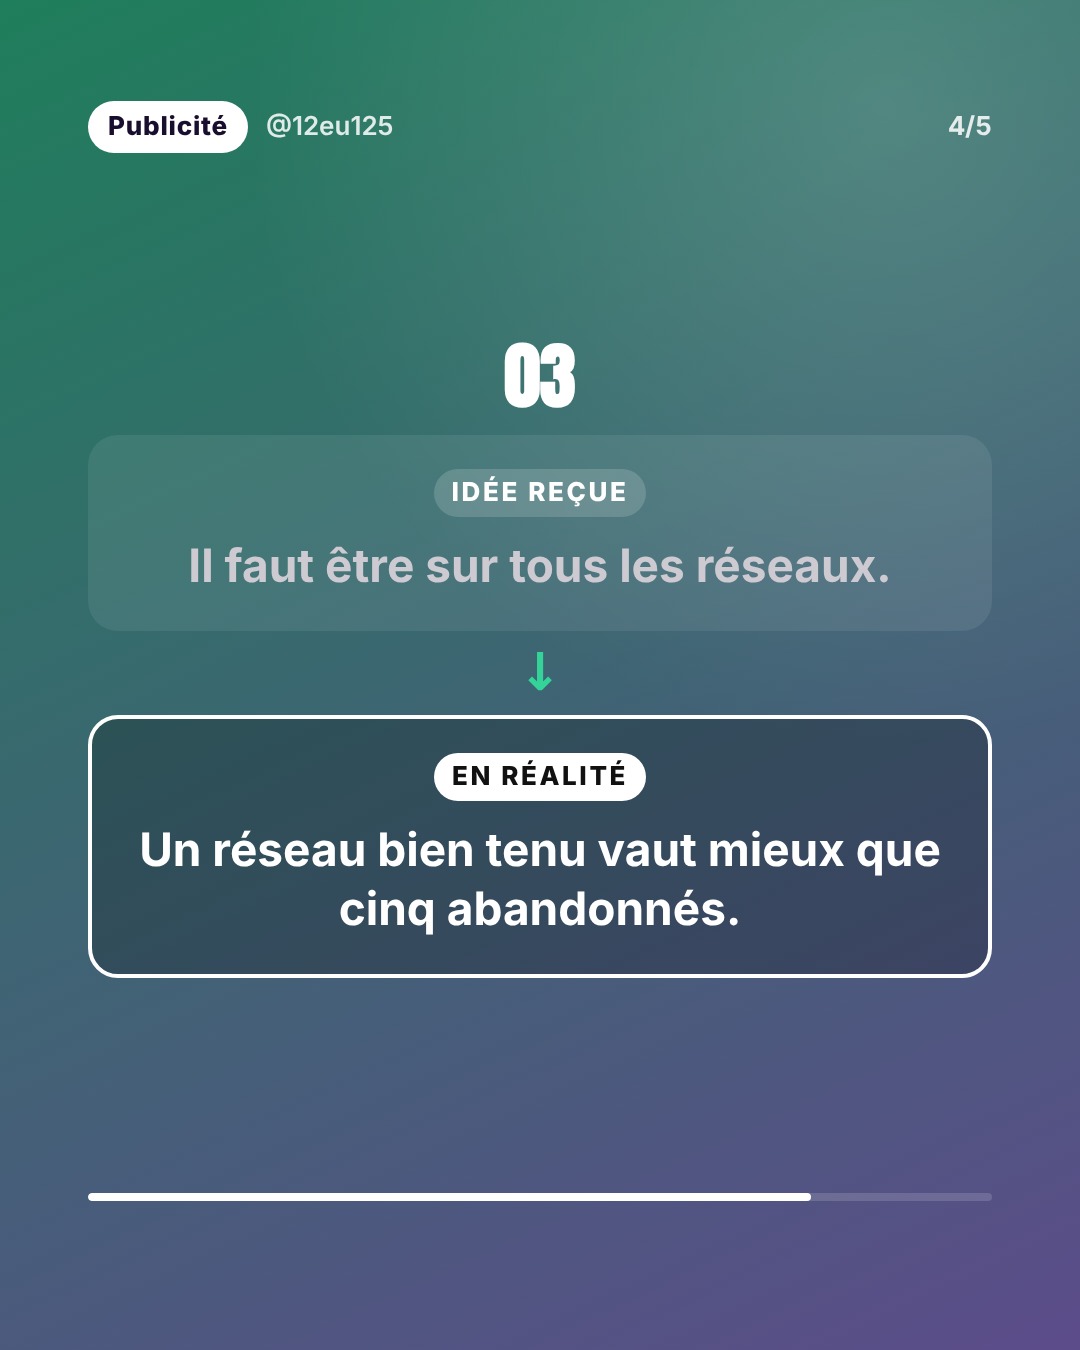 Publicité @12eu125 4/5
03
IDÉE REÇUE
Il faut être sur tous les réseaux.
↓
EN RÉALITÉ
Un réseau bien tenu vaut mieux que
cinq abandonnés.